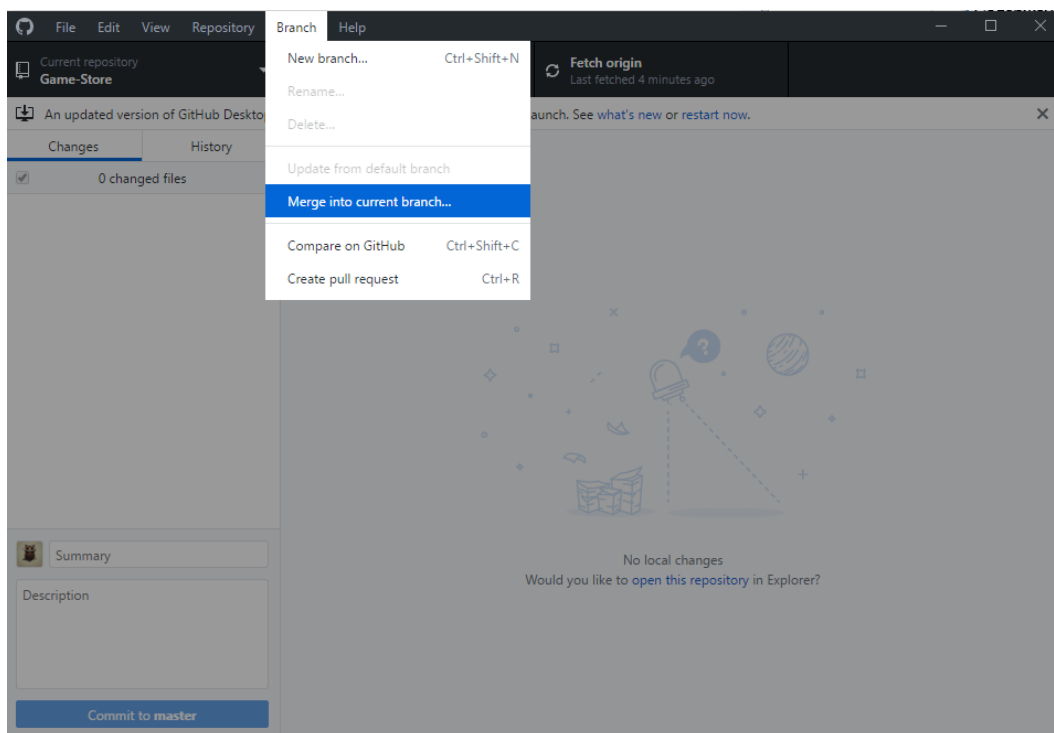 File Edit View Repository Branch Help
Current repository
Game-Store
New branch... Ctrl+Shift+N
Rename...
Delete...
Update from default branch
Merge into current branch...
Compare on GitHub Ctrl+Shift+C
Create pull request Ctrl+R
Fetch origin
Last fetched 4 minutes ago
An updated version of GitHub Deskto
aunch. See what's new or restart now.
Changes History
0 changed files
?
No local changes
Would you like to open this repository in Explorer?
Summary
Description
Commit to master